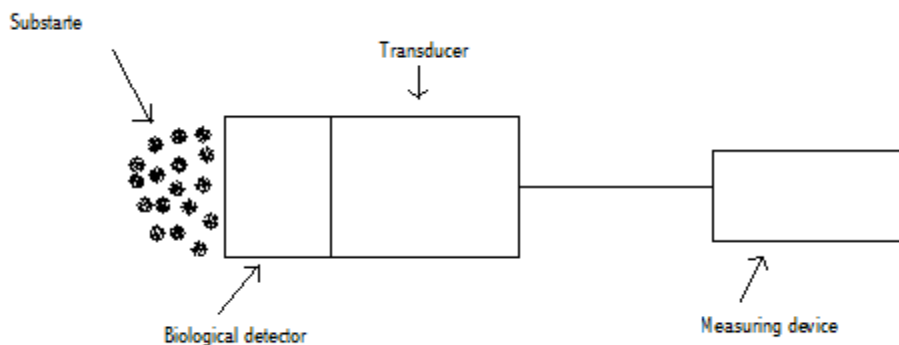 Substarte
Transducer
Biological detector
Measuring device